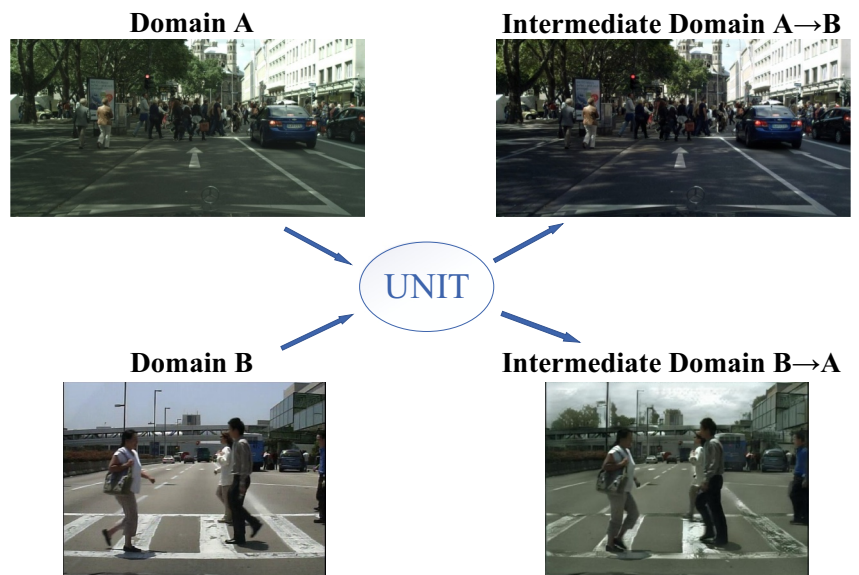 Domain A
Intermediate Domain A→B
UNIT
Domain B
Intermediate Domain B→A